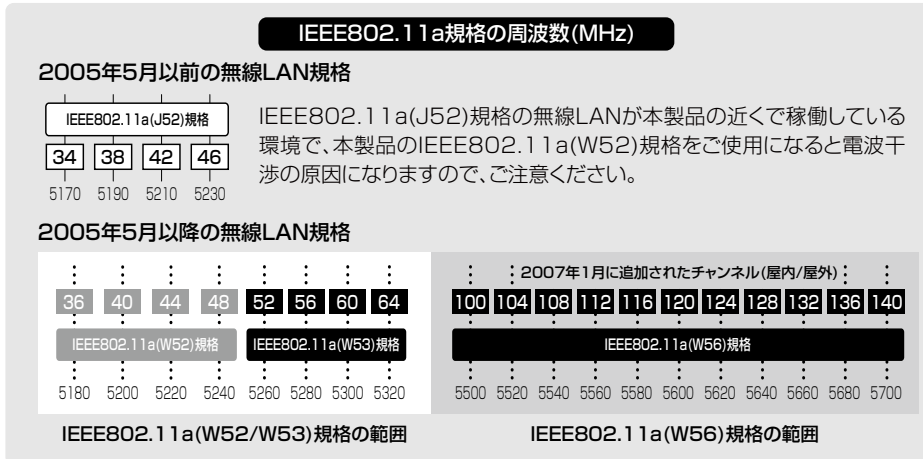 IEEE802.11a規格の周波数(MHz)
2005年5月以前の無線LAN規格
IEEE802.11a(J52)規格
34 38 42 46
5170 5190 5210 5230
IEEE802.11a(J52)規格の無線LANが本製品の近くで稼働している
環境で、本製品のIEEE802.11a(W52)規格をご使用になると電波干
渉の原因になりますので、ご注意ください。
2005年5月以降の無線LAN規格
36 40 44 48 52 56 60 64
IEEE802.11a(W52)規格 IEEE802.11a(W53)規格
5180 5200 5220 5240 5260 5280 5300 5320
IEEE802.11a(W52/W53)規格の範囲
2007年1月に追加されたチャンネル(屋内/屋外)
100 104 108 112 116 120 124 128 132 136 140
IEEE802.11a(W56)規格
5500 5520 5540 5560 5580 5600 5620 5640 5660 5680 5700
IEEE802.11a(W56)規格の範囲